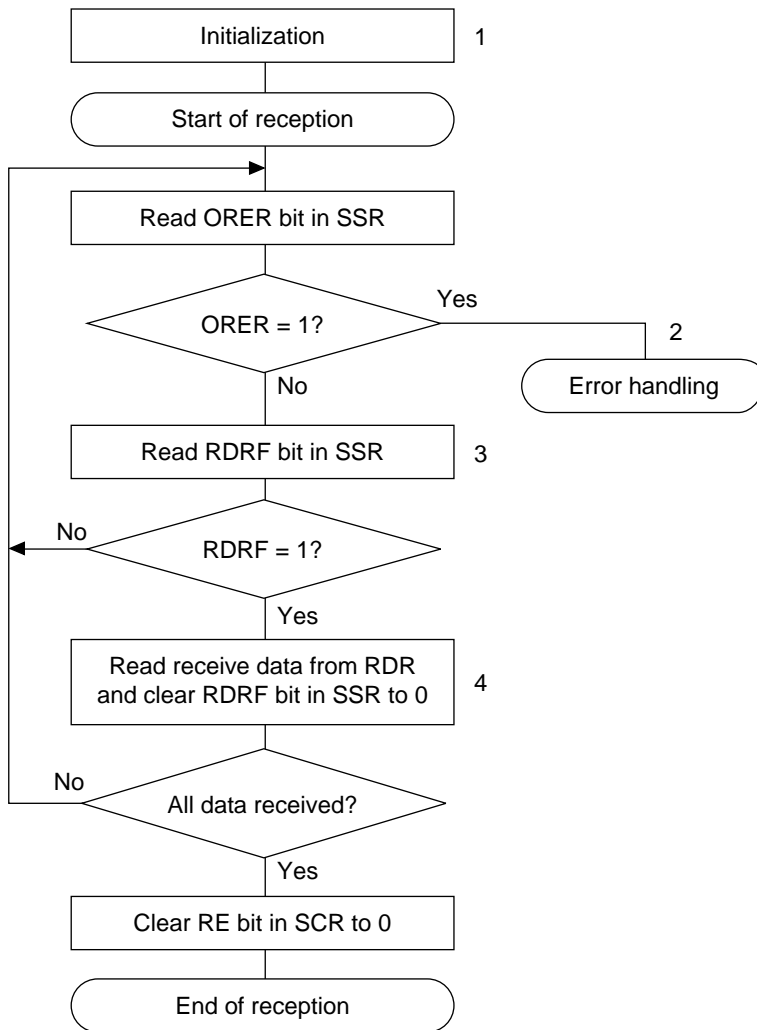 Initialization
1
Start of reception
Read ORER bit in SSR
Yes
ORER = 1?
2
No
Error handling
Read RDRF bit in SSR
3
No
RDRF = 1?
Yes
Read receive data from RDR
and clear RDRF bit in SSR to 0
4
No
All data received?
Yes
Clear RE bit in SCR to 0
End of reception